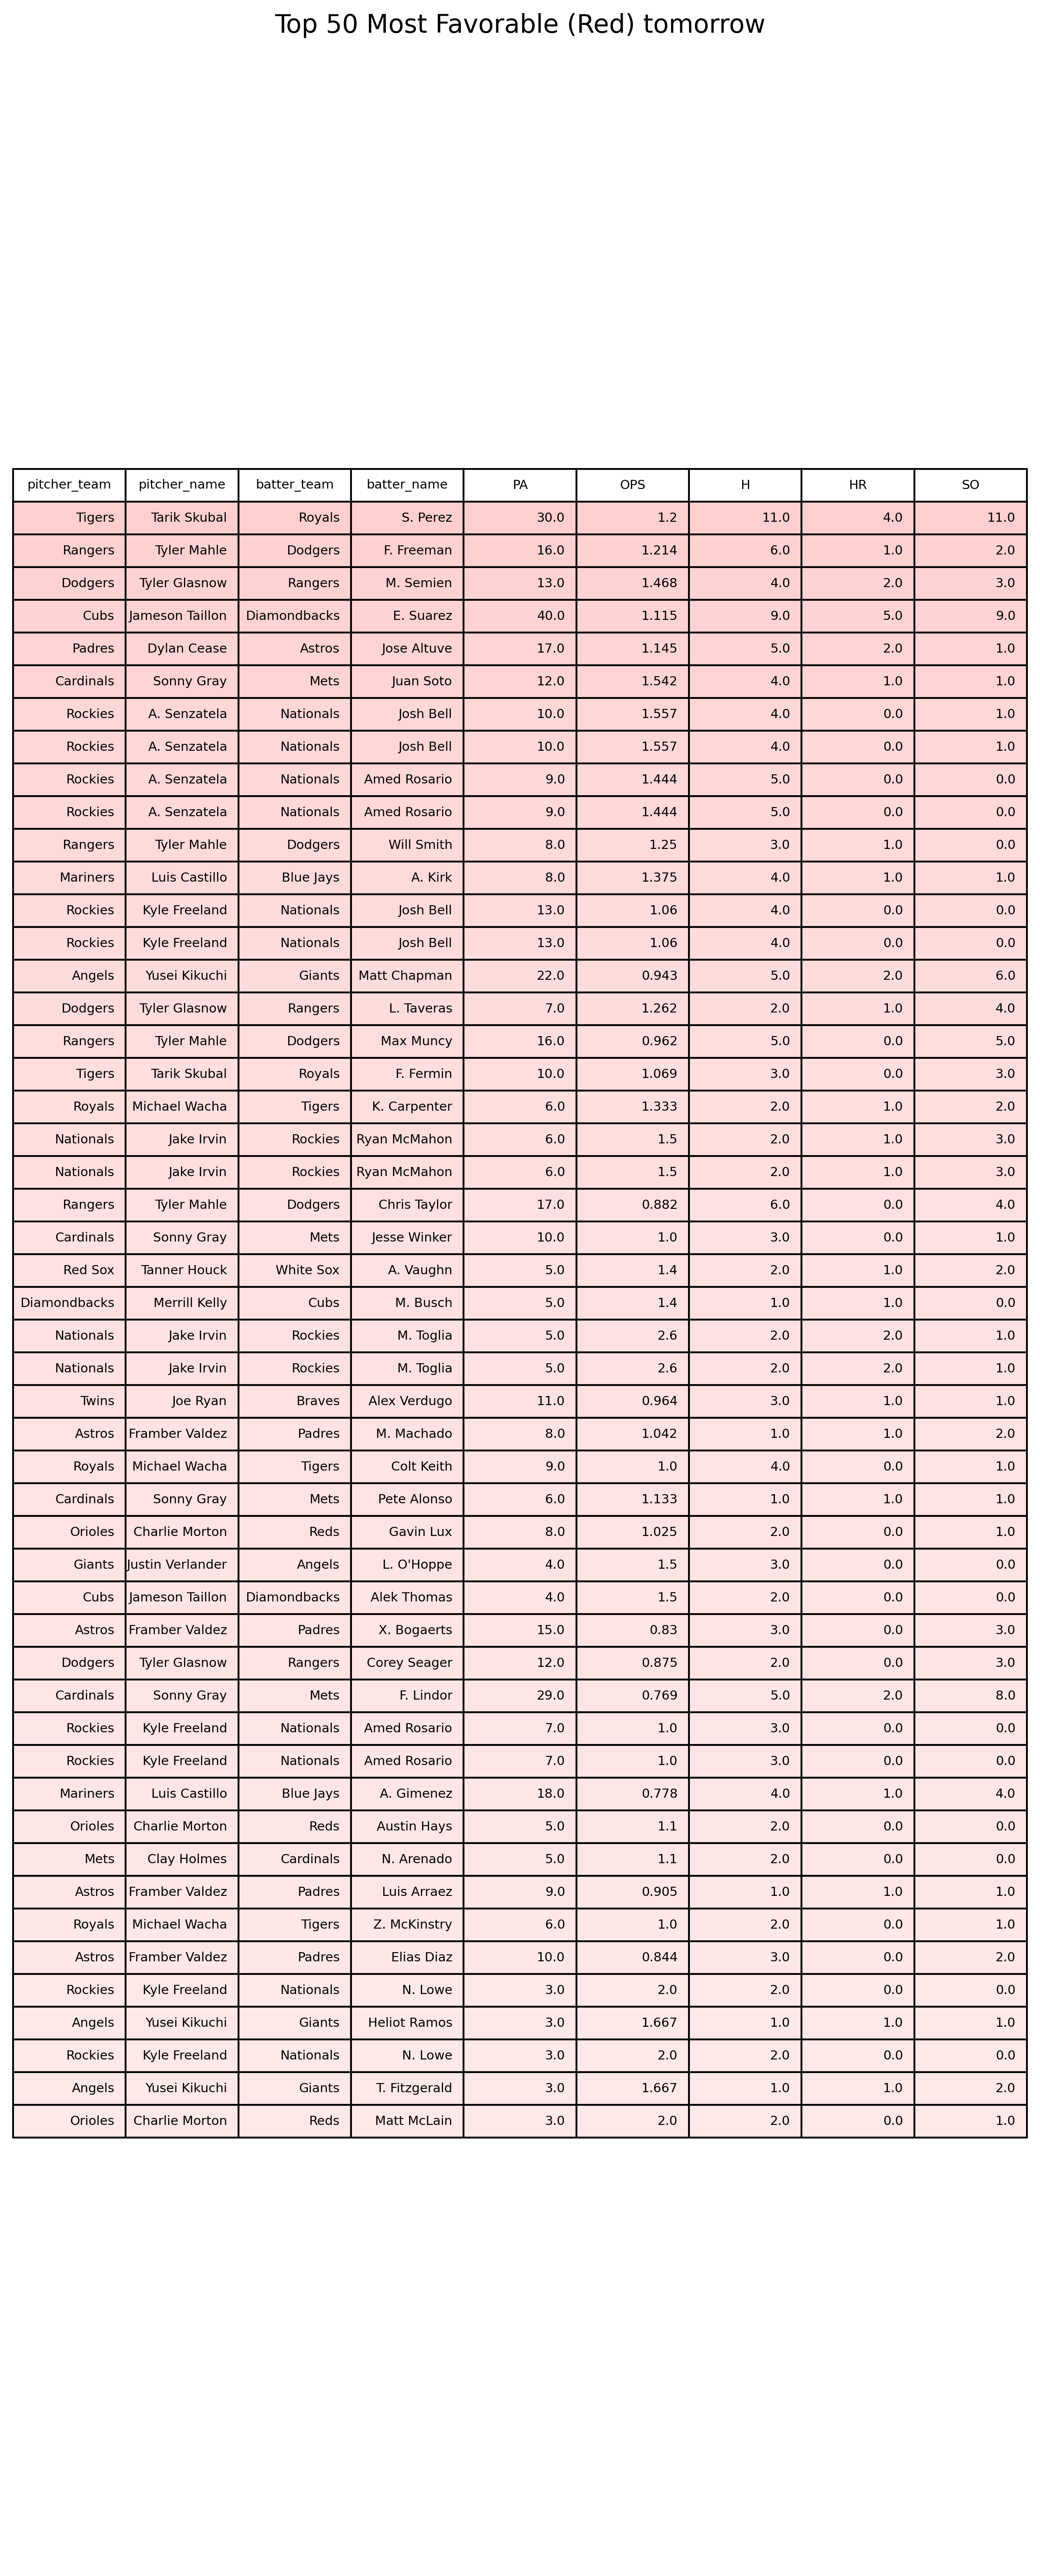 Top 50 Most Favorable (Red) tomorrow
pitcher_team pitcher_name batter_team batter_name PA OPS H HR SO
Tigers Tarik Skubal Royals S. Perez 30.0 1.2 11.0 4.0 11.0
Rangers Tyler Mahle Dodgers F. Freeman 16.0 1.214 6.0 1.0 2.0
Dodgers Tyler Glasnow Rangers M. Semien 13.0 1.468 4.0 2.0 3.0
Cubs Jameson Taillon Diamondbacks E. Suarez 40.0 1.115 9.0 5.0 9.0
Padres Dylan Cease Astros Jose Altuve 17.0 1.145 5.0 2.0 1.0
Cardinals Sonny Gray Mets Juan Soto 12.0 1.542 4.0 1.0 1.0
Rockies A. Senzatela Nationals Josh Bell 10.0 1.557 4.0 0.0 1.0
Rockies A. Senzatela Nationals Josh Bell 10.0 1.557 4.0 0.0 1.0
Rockies A. Senzatela Nationals Amed Rosario 9.0 1.444 5.0 0.0 0.0
Rockies A. Senzatela Nationals Amed Rosario 9.0 1.444 5.0 0.0 0.0
Rangers Tyler Mahle Dodgers Will Smith 8.0 1.25 3.0 1.0 0.0
Mariners Luis Castillo Blue Jays A. Kirk 8.0 1.375 4.0 1.0 1.0
Rockies Kyle Freeland Nationals Josh Bell 13.0 1.06 4.0 0.0 0.0
Rockies Kyle Freeland Nationals Josh Bell 13.0 1.06 4.0 0.0 0.0
Angels Yusei Kikuchi Giants Matt Chapman 22.0 0.943 5.0 2.0 6.0
Dodgers Tyler Glasnow Rangers L. Taveras 7.0 1.262 2.0 1.0 4.0
Rangers Tyler Mahle Dodgers Max Muncy 16.0 0.962 5.0 0.0 5.0
Tigers Tarik Skubal Royals F. Fermin 10.0 1.069 3.0 0.0 3.0
Royals Michael Wacha Tigers K. Carpenter 6.0 1.333 2.0 1.0 2.0
Nationals Jake Irvin Rockies Ryan McMahon 6.0 1.5 2.0 1.0 3.0
Nationals Jake Irvin Rockies Ryan McMahon 6.0 1.5 2.0 1.0 3.0
Rangers Tyler Mahle Dodgers Chris Taylor 17.0 0.882 6.0 0.0 4.0
Cardinals Sonny Gray Mets Jesse Winker 10.0 1.0 3.0 0.0 1.0
Red Sox Tanner Houck White Sox A. Vaughn 5.0 1.4 2.0 1.0 2.0
Diamondbacks Merrill Kelly Cubs M. Busch 5.0 1.4 1.0 1.0 0.0
Nationals Jake Irvin Rockies M. Toglia 5.0 2.6 2.0 2.0 1.0
Nationals Jake Irvin Rockies M. Toglia 5.0 2.6 2.0 2.0 1.0
Twins Joe Ryan Braves Alex Verdugo 11.0 0.964 3.0 1.0 1.0
Astros Framber Valdez Padres M. Machado 8.0 1.042 1.0 1.0 2.0
Royals Michael Wacha Tigers Colt Keith 9.0 1.0 4.0 0.0 1.0
Cardinals Sonny Gray Mets Pete Alonso 6.0 1.133 1.0 1.0 1.0
Orioles Charlie Morton Reds Gavin Lux 8.0 1.025 2.0 0.0 1.0
Giants Justin Verlander Angels L. O'Hoppe 4.0 1.5 3.0 0.0 0.0
Cubs Jameson Taillon Diamondbacks Alek Thomas 4.0 1.5 2.0 0.0 0.0
Astros Framber Valdez Padres X. Bogaerts 15.0 0.83 3.0 0.0 3.0
Dodgers Tyler Glasnow Rangers Corey Seager 12.0 0.875 2.0 0.0 3.0
Cardinals Sonny Gray Mets F. Lindor 29.0 0.769 5.0 2.0 8.0
Rockies Kyle Freeland Nationals Amed Rosario 7.0 1.0 3.0 0.0 0.0
Rockies Kyle Freeland Nationals Amed Rosario 7.0 1.0 3.0 0.0 0.0
Mariners Luis Castillo Blue Jays A. Gimenez 18.0 0.778 4.0 1.0 4.0
Orioles Charlie Morton Reds Austin Hays 5.0 1.1 2.0 0.0 0.0
Mets Clay Holmes Cardinals N. Arenado 5.0 1.1 2.0 0.0 0.0
Astros Framber Valdez Padres Luis Arraez 9.0 0.905 1.0 1.0 1.0
Royals Michael Wacha Tigers Z. McKinstry 6.0 1.0 2.0 0.0 1.0
Astros Framber Valdez Padres Elias Diaz 10.0 0.844 3.0 0.0 2.0
Rockies Kyle Freeland Nationals N. Lowe 3.0 2.0 2.0 0.0 0.0
Angels Yusei Kikuchi Giants Heliot Ramos 3.0 1.667 1.0 1.0 1.0
Rockies Kyle Freeland Nationals N. Lowe 3.0 2.0 2.0 0.0 0.0
Angels Yusei Kikuchi Giants T. Fitzgerald 3.0 1.667 1.0 1.0 2.0
Orioles Charlie Morton Reds Matt McLain 3.0 2.0 2.0 0.0 1.0